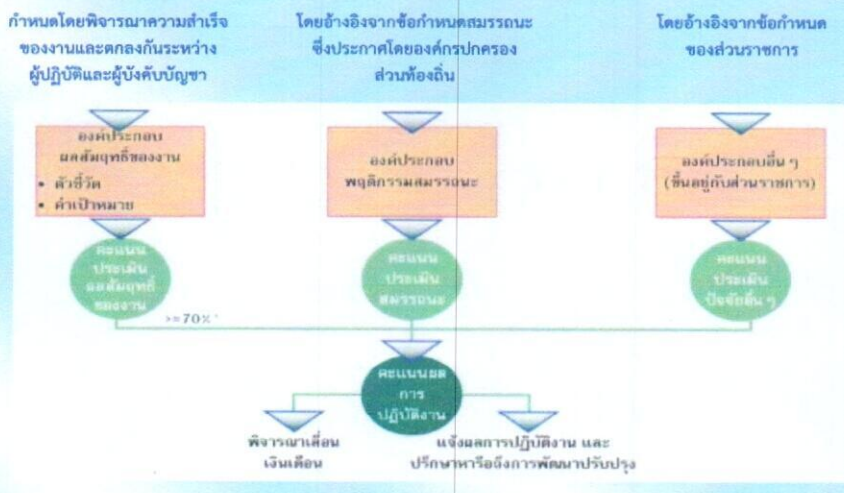 กำหนดโดยพิจารณาความสำเร็จ
ของงานและตกลงกันระหว่าง
ผู้ปฏิบัติและผู้บังคับบัญชา
โดยอ้างอิงจากข้อกำหนดสมรรถนะ
ซึ่งประกาศโดยองค์กรปกครอง
ส่วนท้องถิ่น
โดยอ้างอิงจากข้อกำหนด
ของส่วนราชการ
องค์ประกอบ
ผลสัมฤทธิ์ของงาน
• ตัวชี้วัด
• ค่าเป้าหมาย
องค์ประกอบ
พฤติกรรมสมรรถนะ
องค์ประกอบอื่น ๆ
(ขึ้นอยู่กับส่วนราชการ)
คะแนน
ประเมิน
ผลสัมฤทธิ์
ของงาน
คะแนน
ประเมิน
สมรรถนะ
คะแนน
ประเมิน
ปัจจัยอื่น ๆ
>=70%
คะแนนผล
การ
ปฏิบัติงาน
พิจารณาเลื่อน
เงินเดือน
แจ้งผลการปฏิบัติงาน และ
ปรึกษาหารือถึงการพัฒนาปรับปรุง